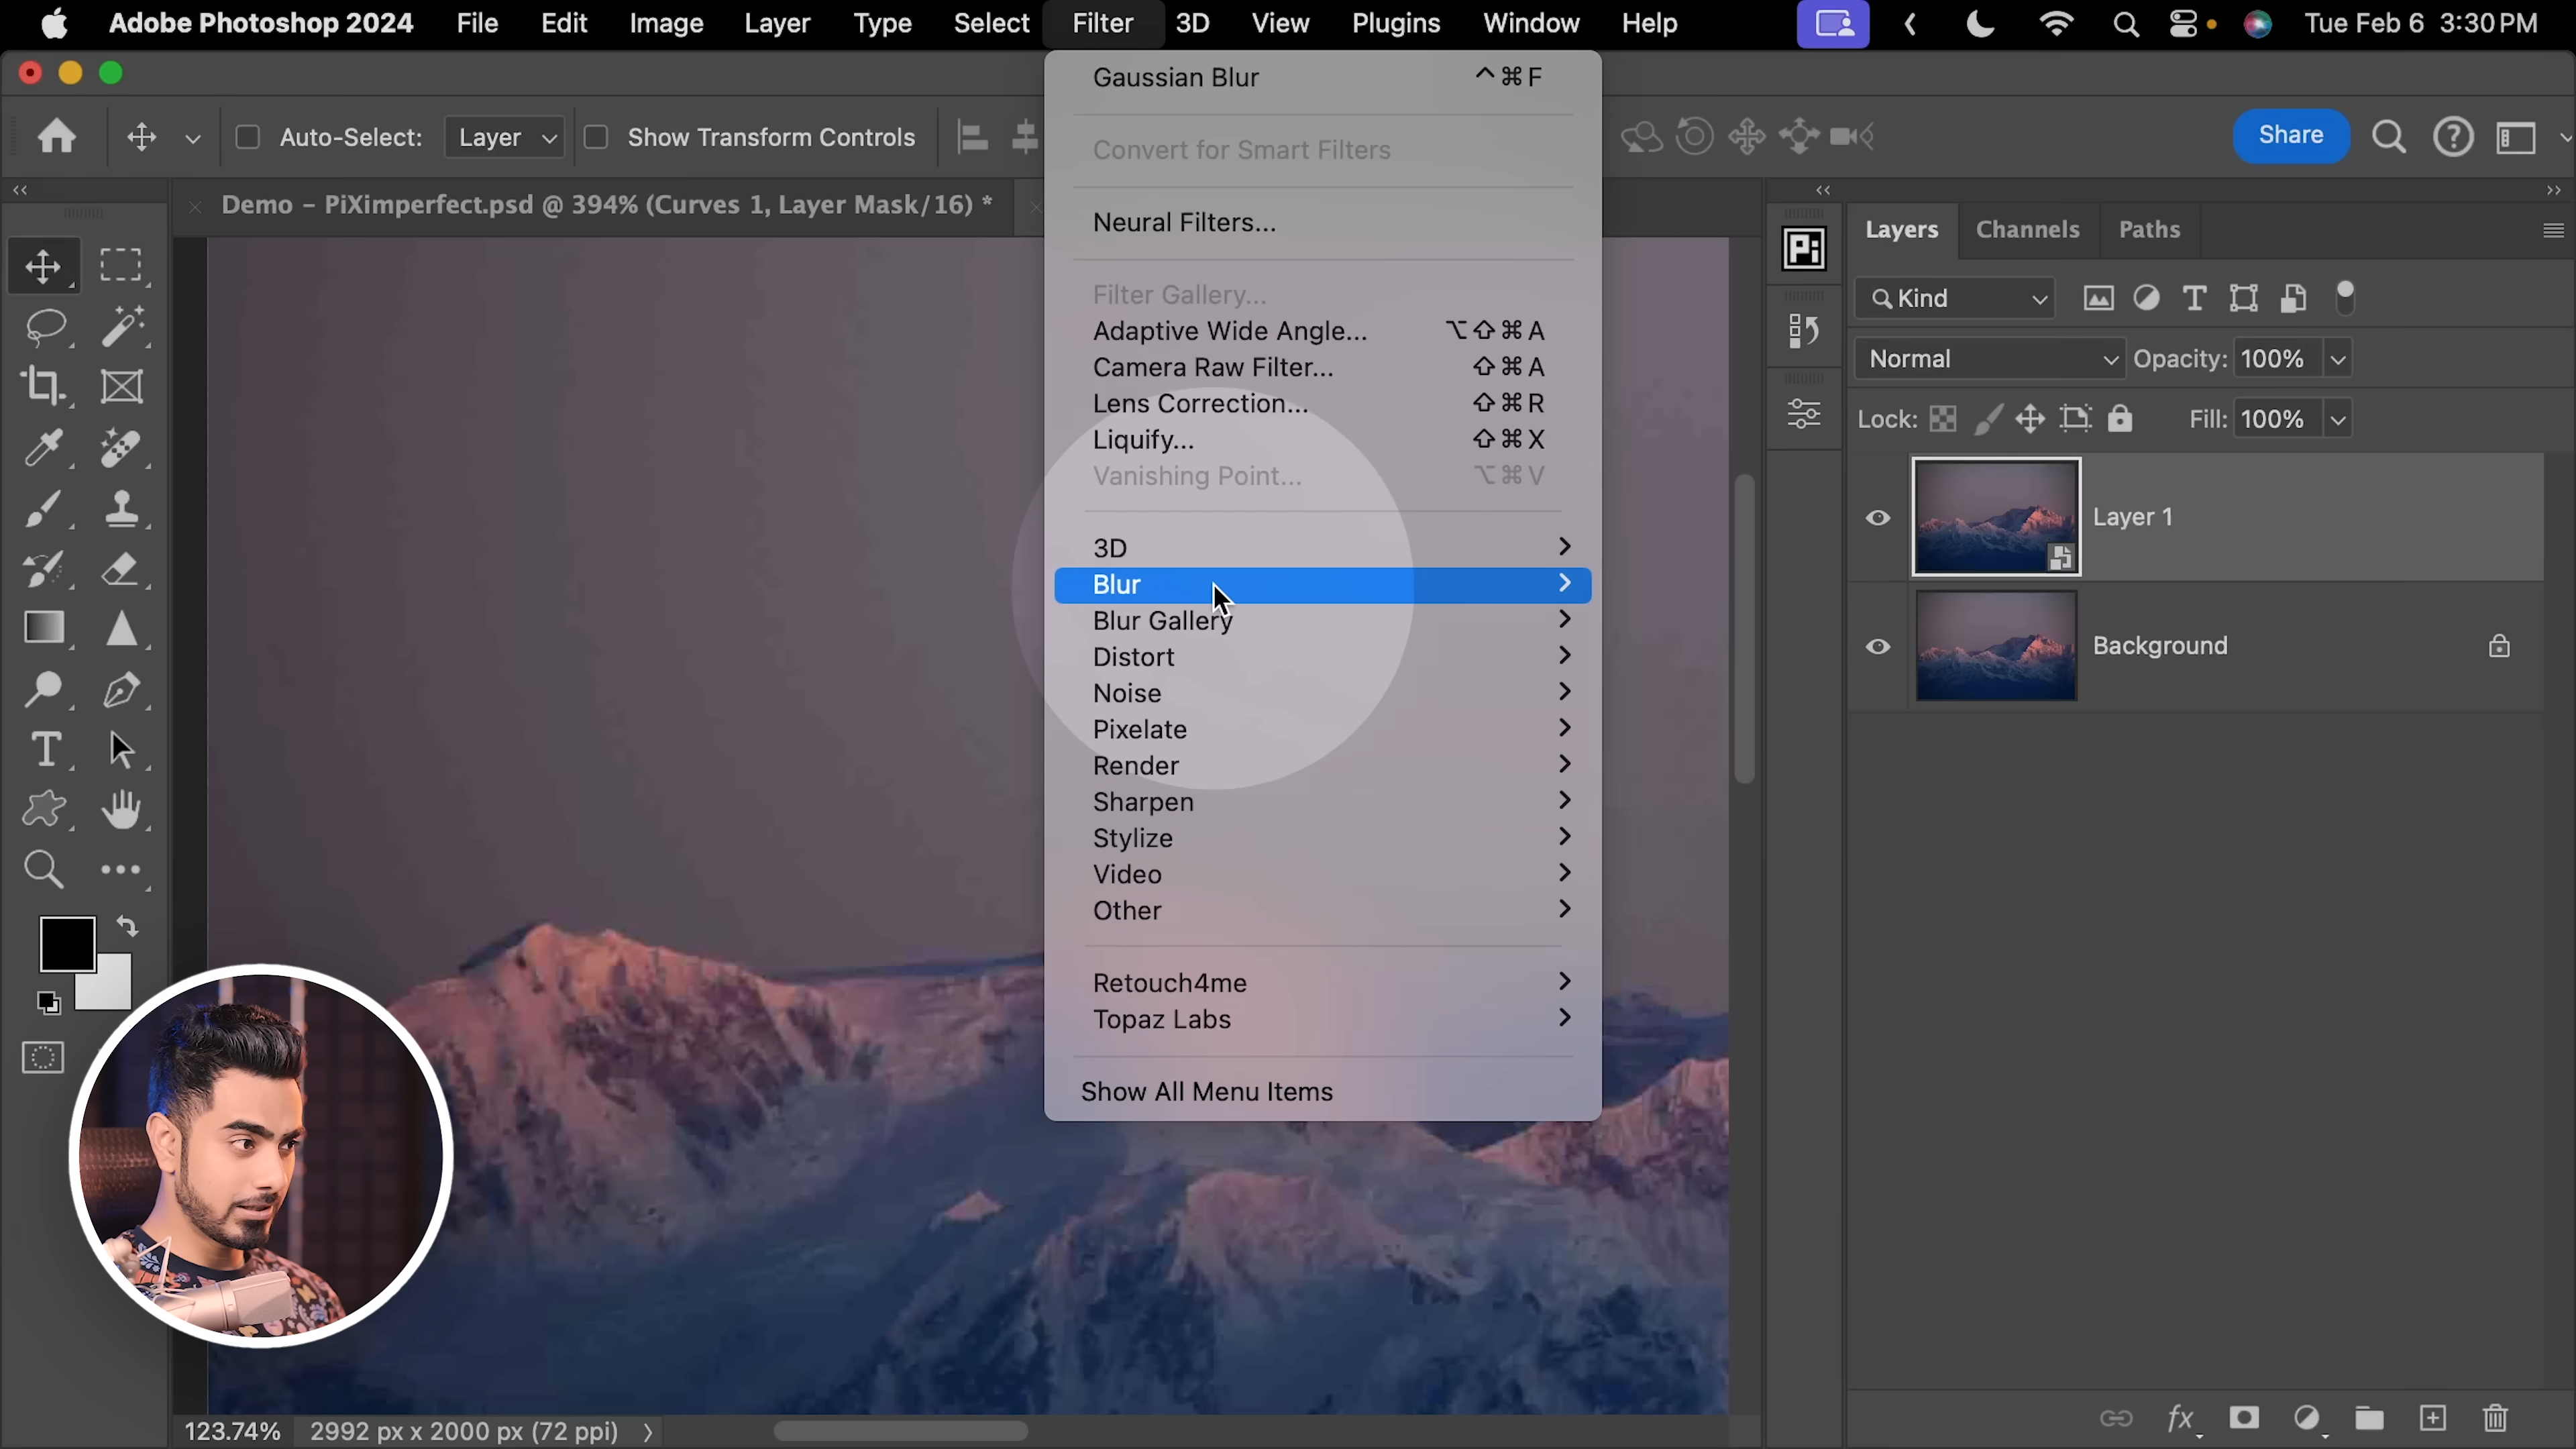 Adobe Photoshop 2024 File Edit Image Layer Type Select Filter 3D View Plugins Window Help Tue Feb 6 3:30 PM
Auto-Select: Layer Show Transform Controls Share
Demo – PiXimperfect.psd @ 394% (Curves 1, Layer Mask/16) *
Gaussian Blur ^⌘F
Convert for Smart Filters
Neural Filters...
Filter Gallery...
Adaptive Wide Angle... ⌥⇧⌘A
Camera Raw Filter... ⇧⌘A
Lens Correction... ⇧⌘R
Liquify... ⇧⌘X
Vanishing Point... ⌥⌘V
3D
Blur
Blur Gallery
Distort
Noise
Pixelate
Render
Sharpen
Stylize
Video
Other
Retouch4me
Topaz Labs
Show All Menu Items
Pi
Layers Channels Paths
Kind
Normal Opacity: 100%
Lock: Fill: 100%
Layer 1
Background
fx
123.74% 2992 px x 2000 px (72 ppi)